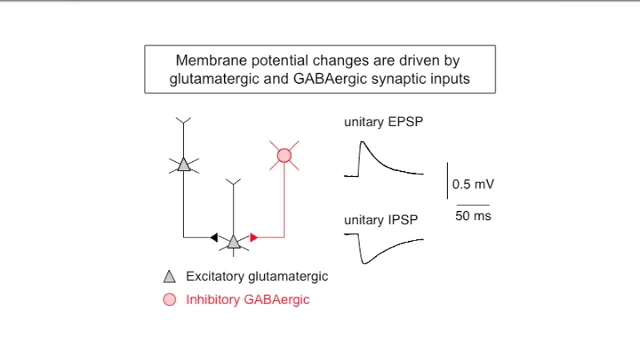 Membrane potential changes are driven by
glutamatergic and GABAergic synaptic inputs
unitary EPSP
0.5 mV
50 ms
unitary IPSP
Excitatory glutamatergic
Inhibitory GABAergic